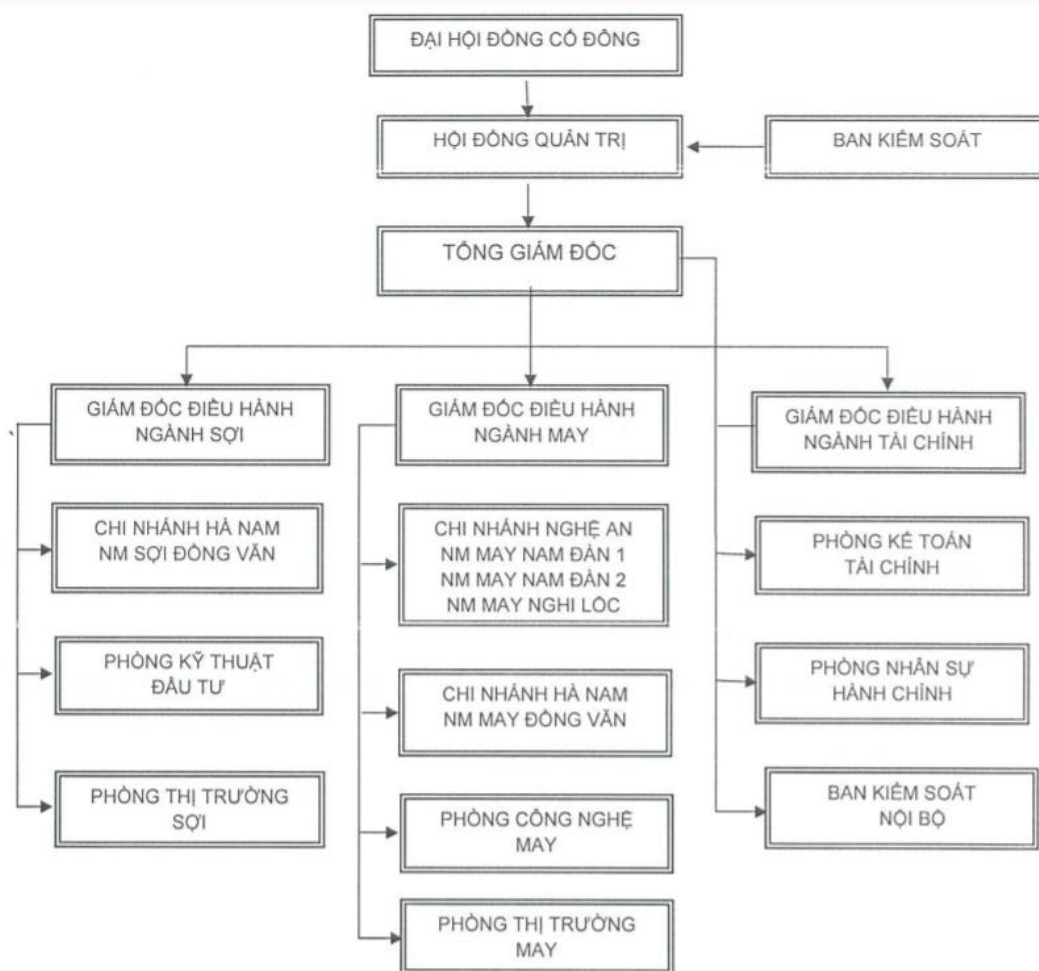 ĐẠI HỘI ĐỒNG CỔ ĐÔNG
HỘI ĐỒNG QUẢN TRỊ
BAN KIỂM SOÁT
TỔNG GIÁM ĐỐC
GIÁM ĐỐC ĐIỀU HÀNH
NGÀNH SỢI
GIÁM ĐỐC ĐIỀU HÀNH
NGÀNH MAY
GIÁM ĐỐC ĐIỀU HÀNH
NGÀNH TÀI CHÍNH
CHI NHÁNH HÀ NAM
NM SỢI ĐỒNG VĂN
CHI NHÁNH NGHỆ AN
NM MAY NAM ĐÀN 1
NM MAY NAM ĐÀN 2
NM MAY NGHI LỘC
PHÒNG KẾ TOÁN
TÀI CHÍNH
PHÒNG KỸ THUẬT
ĐẦU TƯ
CHI NHÁNH HÀ NAM
NM MAY ĐỒNG VĂN
PHÒNG NHÂN SỰ
HÀNH CHÍNH
PHÒNG THỊ TRƯỜNG
SỢI
PHÒNG CÔNG NGHỆ
MAY
BAN KIỂM SOÁT
NỘI BỘ
PHÒNG THỊ TRƯỜNG
MAY